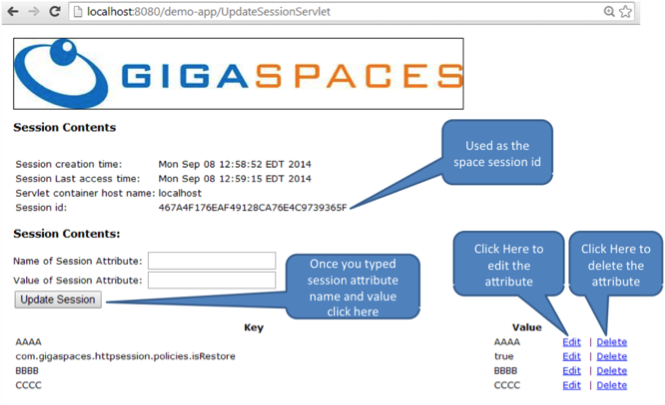 localhost:8080/demo-app/UpdateSessionServlet
GIGASPACES
Session Contents
Session creation time: Mon Sep 08 12:58:52 EDT 2014
Session Last access time: Mon Sep 08 12:59:15 EDT 2014
Servlet container host name: localhost
Session id: 467A4F176EAF49128CA76E4C9739365F
Used as the
space session id
Session Contents:
Name of Session Attribute:
Value of Session Attribute:
Update Session
Once you typed
session attribute
name and value
click here
Click Here to
edit the
attribute
Click Here to
delete the
attribute
Key Value
AAAA AAAA Edit | Delete
com.gigaspaces.httpsession.policies.isRestore true Edit | Delete
BBBB BBBB Edit | Delete
CCCC CCCC Edit | Delete